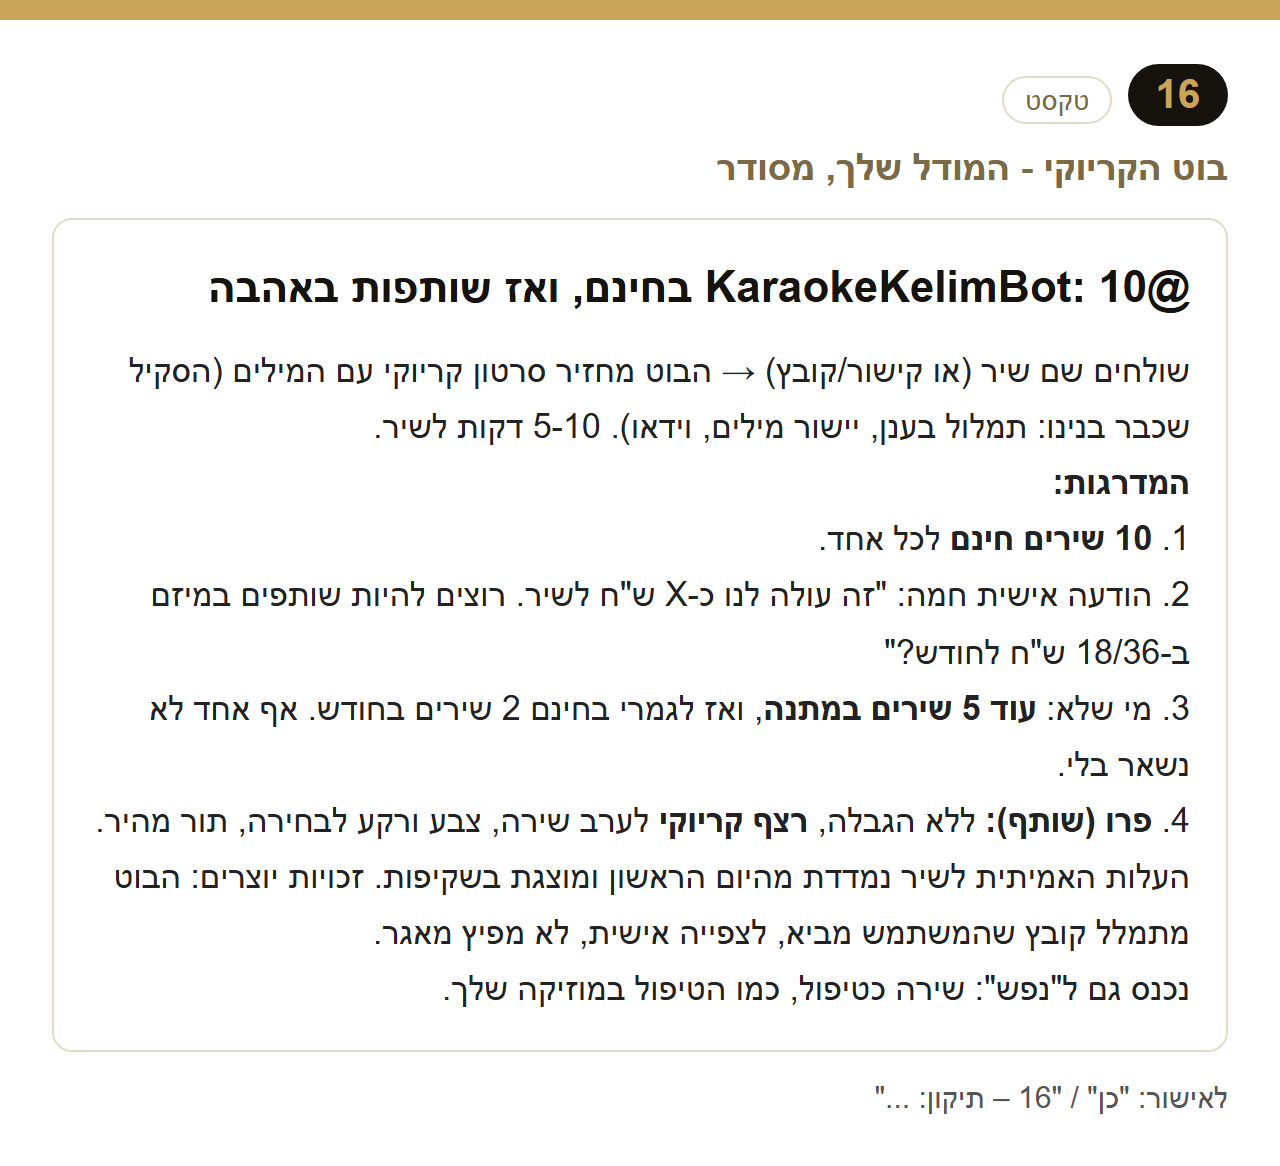 16
טקסט
בוט הקריוקי - המודל שלך, מסודר
@KaraokeKelimBot: 10 בחינם, ואז שותפות באהבה
שולחים שם שיר (או קישור/קובץ) → הבוט מחזיר סרטון קריוקי עם המילים (הסקיל
שכבר בנינו: תמלול בענן, יישור מילים, וידאו). 5-10 דקות לשיר.
המדרגות:
1. 10 שירים חינם לכל אחד.
2. הודעה אישית חמה: "זה עולה לנו כ-X ש"ח לשיר. רוצים להיות שותפים במיזם
ב-18/36 ש"ח לחודש?"
3. מי שלא: עוד 5 שירים במתנה, ואז לגמרי בחינם 2 שירים בחודש. אף אחד לא
נשאר בלי.
4. פרו (שותף): ללא הגבלה, רצף קריוקי לערב שירה, צבע ורקע לבחירה, תור מהיר.
העלות האמיתית לשיר נמדדת מהיום הראשון ומוצגת בשקיפות. זכויות יוצרים: הבוט
מתמלל קובץ שהמשתמש מביא, לצפייה אישית, לא מפיץ מאגר.
נכנס גם ל"נפש": שירה כטיפול, כמו הטיפול במוזיקה שלך.
לאישור: "כן" / "16 – תיקון: ..."